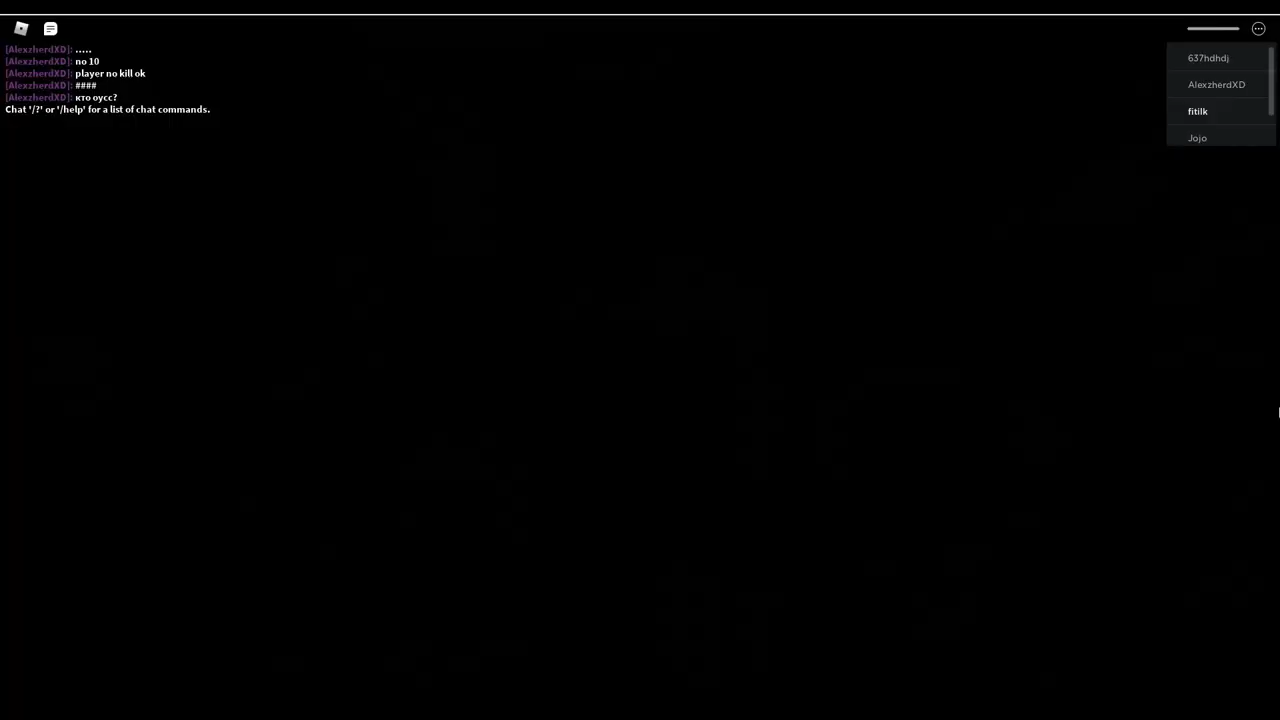 [AlexzherdXD]: .....
[AlexzherdXD]: no 10
[AlexzherdXD]: player no kill ok
[AlexzherdXD]: ####
[AlexzherdXD]: кто оусс?
Chat '/?' or '/help' for a list of chat commands.
637hdhdj
AlexzherdXD
fitilk
Jojo